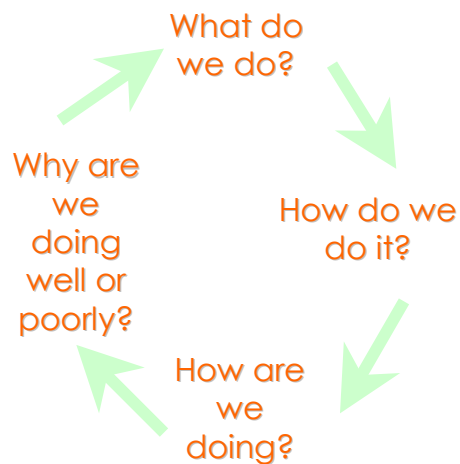 What do
we do?
How do we
do it?
How are
we
doing?
Why are
we
doing
well or
poorly?